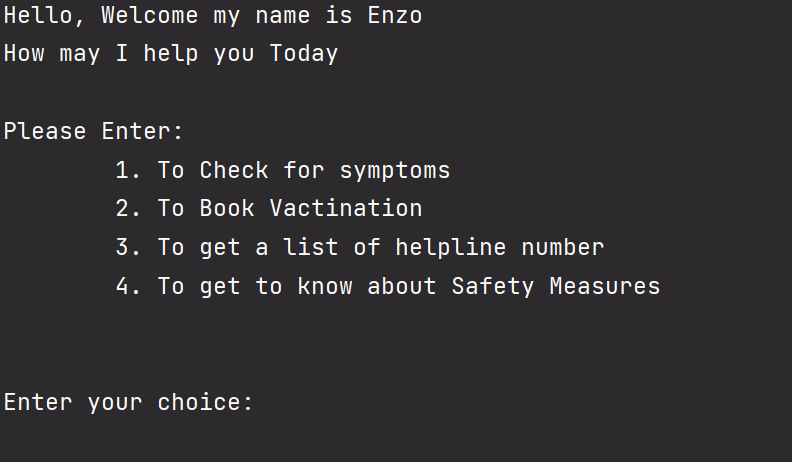 Hello, Welcome my name is Enzo
How may I help you Today
Please Enter:
1. To Check for symptoms
2. To Book Vactination
3. To get a list of helpline number
4. To get to know about Safety Measures
Enter your choice: